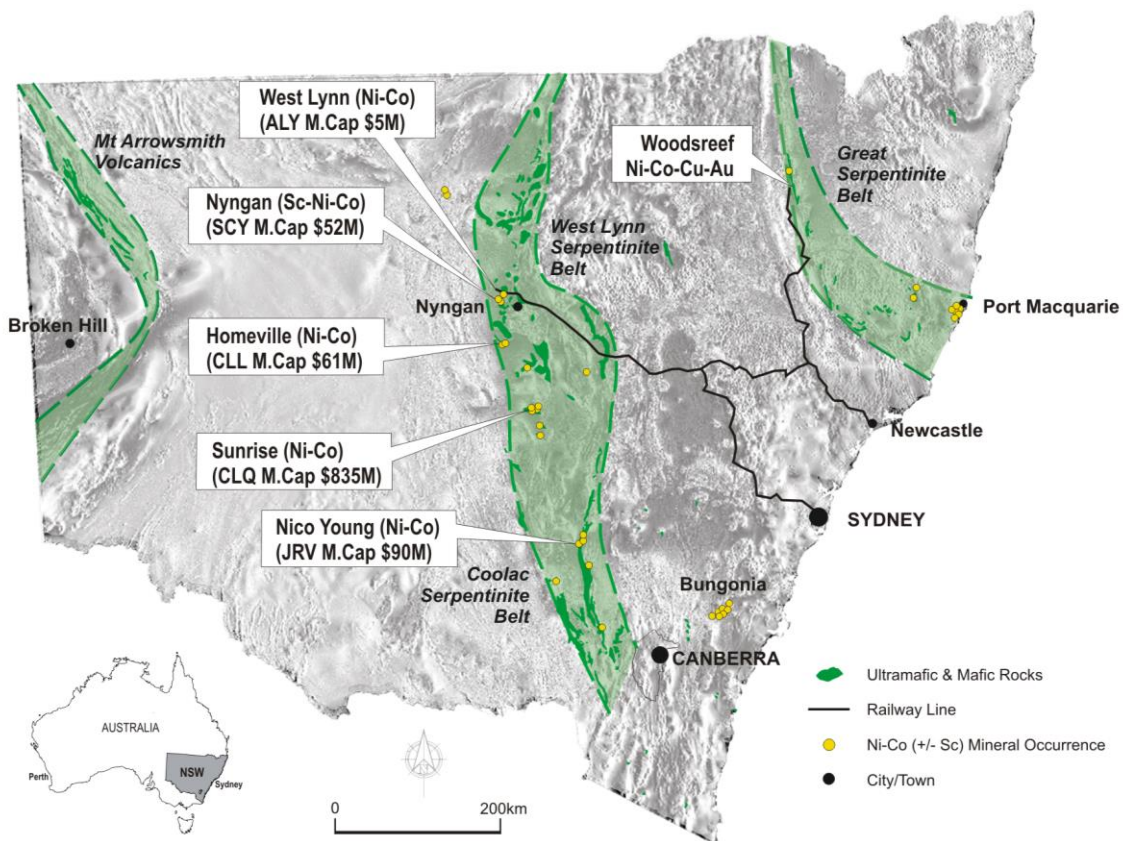 West Lynn (Ni-Co)
(ALY M.Cap $5M)
Mt Arrowsmith
Volcanics
Woodsreef
Ni-Co-Cu-Au
Great
Serpentinite
Belt
Nyngan (Sc-Ni-Co)
(SCY M.Cap $52M)
West Lynn
Serpentinite
Belt
Nyngan
Port Macquarie
Broken Hill
Homeville (Ni-Co)
(CLL M.Cap $61M)
Newcastle
Sunrise (Ni-Co)
(CLQ M.Cap $835M)
SYDNEY
Nico Young (Ni-Co)
(JRV M.Cap $90M)
Coolac
Serpentinite
Belt
Bungonia
CANBERRA
AUSTRALIA
NSW
Perth
Sydney
0 200km
Ultramafic & Mafic Rocks
Railway Line
Ni-Co (+/- Sc) Mineral Occurrence
City/Town